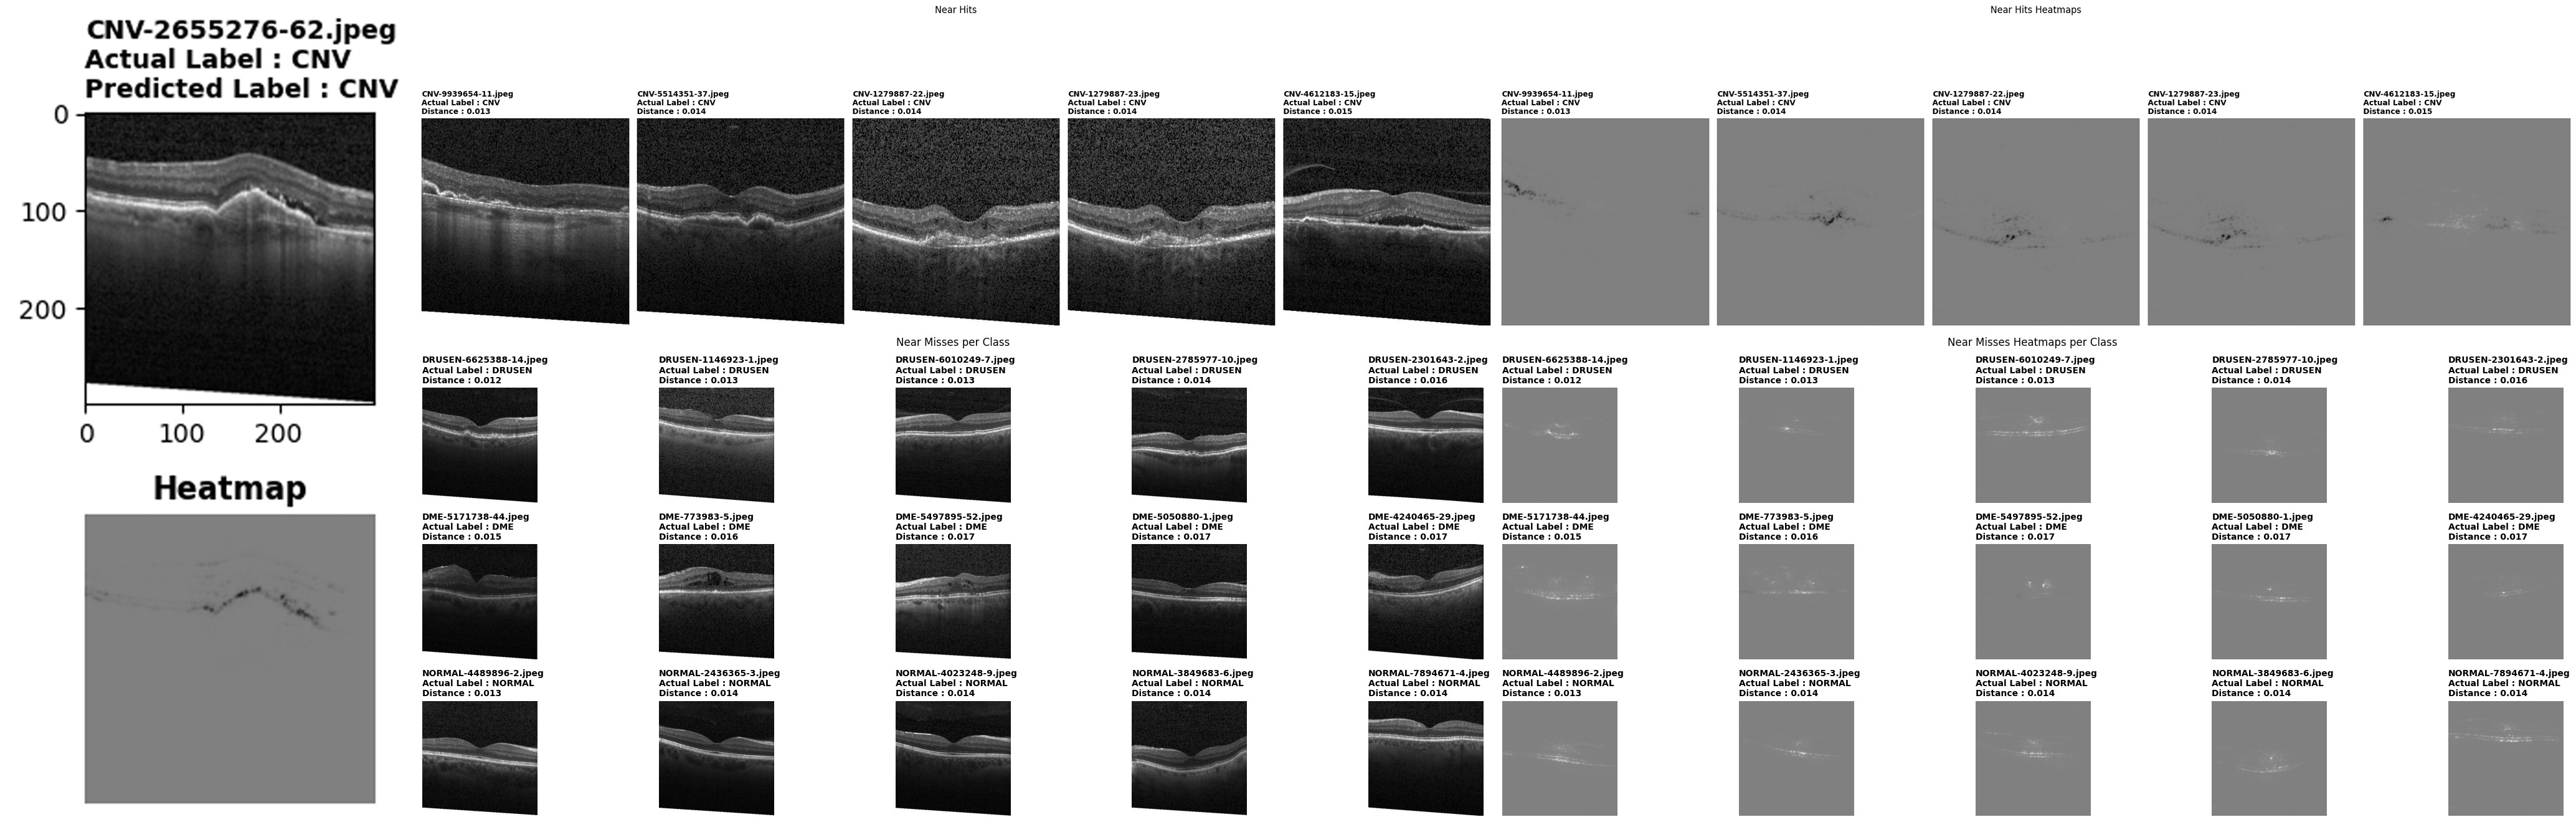 CNV-2655276-62.jpeg
Actual Label : CNV
Predicted Label : CNV
0
100
200
0
100
200
Heatmap
Near Hits
CNV-9939654-11.jpeg
Actual Label : CNV
Distance : 0.013
CNV-5514351-37.jpeg
Actual Label : CNV
Distance : 0.014
CNV-1279887-22.jpeg
Actual Label : CNV
Distance : 0.014
CNV-1279887-23.jpeg
Actual Label : CNV
Distance : 0.014
CNV-4612183-15.jpeg
Actual Label : CNV
Distance : 0.015
Near Hits Heatmaps
CNV-9939654-11.jpeg
Actual Label : CNV
Distance : 0.013
CNV-5514351-37.jpeg
Actual Label : CNV
Distance : 0.014
CNV-1279887-22.jpeg
Actual Label : CNV
Distance : 0.014
CNV-1279887-23.jpeg
Actual Label : CNV
Distance : 0.014
CNV-4612183-15.jpeg
Actual Label : CNV
Distance : 0.015
Near Misses per Class
DRUSEN-6625388-14.jpeg
Actual Label : DRUSEN
Distance : 0.012
DRUSEN-1146923-1.jpeg
Actual Label : DRUSEN
Distance : 0.013
DRUSEN-6010249-7.jpeg
Actual Label : DRUSEN
Distance : 0.013
DRUSEN-2785977-10.jpeg
Actual Label : DRUSEN
Distance : 0.014
DRUSEN-2301643-2.jpeg
Actual Label : DRUSEN
Distance : 0.016
DME-5171738-44.jpeg
Actual Label : DME
Distance : 0.015
DME-773983-5.jpeg
Actual Label : DME
Distance : 0.016
DME-5497895-52.jpeg
Actual Label : DME
Distance : 0.017
DME-5050880-1.jpeg
Actual Label : DME
Distance : 0.017
DME-4240465-29.jpeg
Actual Label : DME
Distance : 0.017
NORMAL-4489896-2.jpeg
Actual Label : NORMAL
Distance : 0.013
NORMAL-2436365-3.jpeg
Actual Label : NORMAL
Distance : 0.014
NORMAL-4023248-9.jpeg
Actual Label : NORMAL
Distance : 0.014
NORMAL-3849683-6.jpeg
Actual Label : NORMAL
Distance : 0.014
NORMAL-7894671-4.jpeg
Actual Label : NORMAL
Distance : 0.014
Near Misses Heatmaps per Class
DRUSEN-6625388-14.jpeg
Actual Label : DRUSEN
Distance : 0.012
DRUSEN-1146923-1.jpeg
Actual Label : DRUSEN
Distance : 0.013
DRUSEN-6010249-7.jpeg
Actual Label : DRUSEN
Distance : 0.013
DRUSEN-2785977-10.jpeg
Actual Label : DRUSEN
Distance : 0.014
DRUSEN-2301643-2.jpeg
Actual Label : DRUSEN
Distance : 0.016
DME-5171738-44.jpeg
Actual Label : DME
Distance : 0.015
DME-773983-5.jpeg
Actual Label : DME
Distance : 0.016
DME-5497895-52.jpeg
Actual Label : DME
Distance : 0.017
DME-5050880-1.jpeg
Actual Label : DME
Distance : 0.017
DME-4240465-29.jpeg
Actual Label : DME
Distance : 0.017
NORMAL-4489896-2.jpeg
Actual Label : NORMAL
Distance : 0.013
NORMAL-2436365-3.jpeg
Actual Label : NORMAL
Distance : 0.014
NORMAL-4023248-9.jpeg
Actual Label : NORMAL
Distance : 0.014
NORMAL-3849683-6.jpeg
Actual Label : NORMAL
Distance : 0.014
NORMAL-7894671-4.jpeg
Actual Label : NORMAL
Distance : 0.014